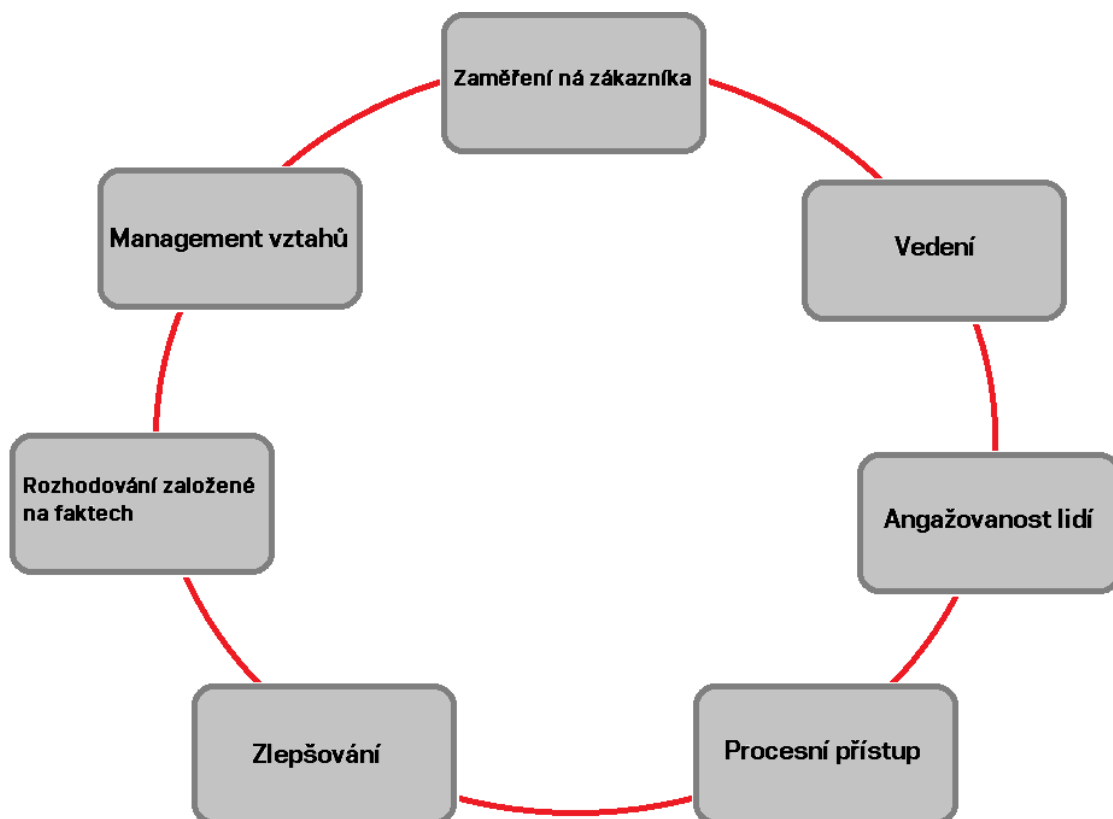 Zaměření ná zákazníka
Vedení
Angažovanost lidí
Procesní přístup
Zlepšování
Rozhodování založené
na faktech
Management vztahů